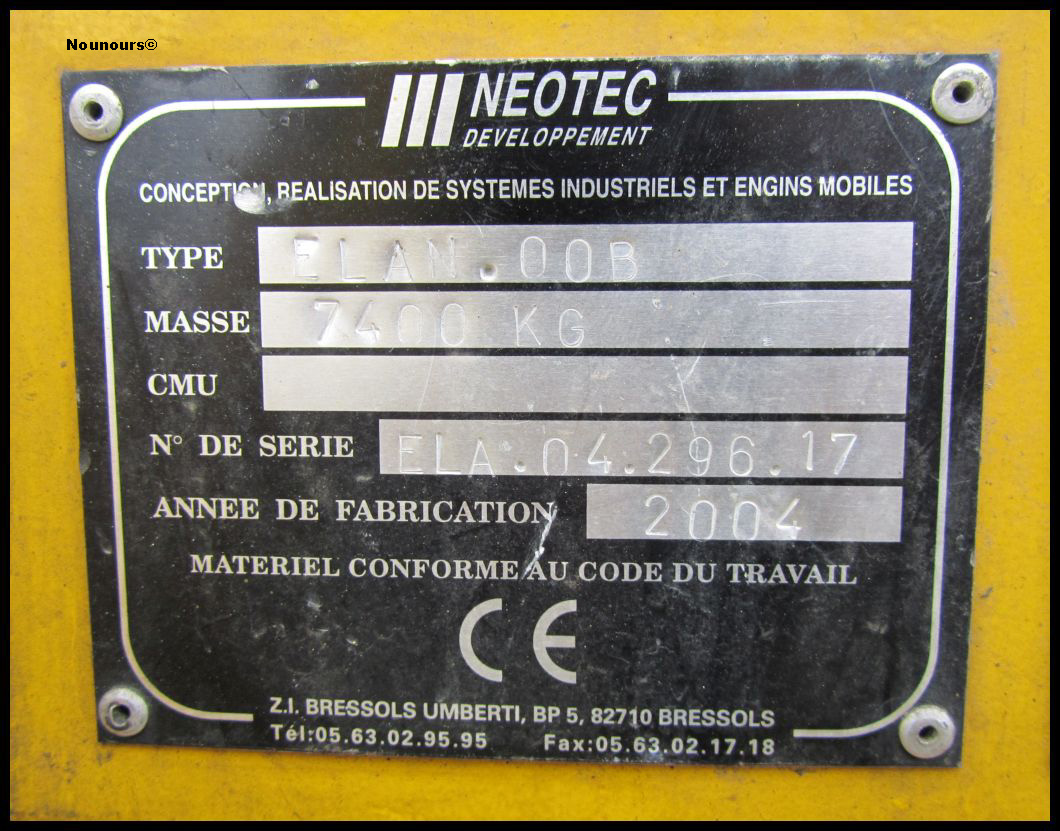 Nounours©
NEOTEC
DEVELOPPEMENT
CONCEPTION, REALISATION DE SYSTEMES INDUSTRIELS ET ENGINS MOBILES
TYPE ELAN.00B
MASSE 7400 KG
CMU
N° DE SERIE ELA.04.296.17
ANNEE DE FABRICATION 2004
MATERIEL CONFORME AU CODE DU TRAVAIL
CE
Z.I. BRESSOLS UMBERTI, BP 5, 82710 BRESSOLS
Tél:05.63.02.95.95 Fax:05.63.02.17.18